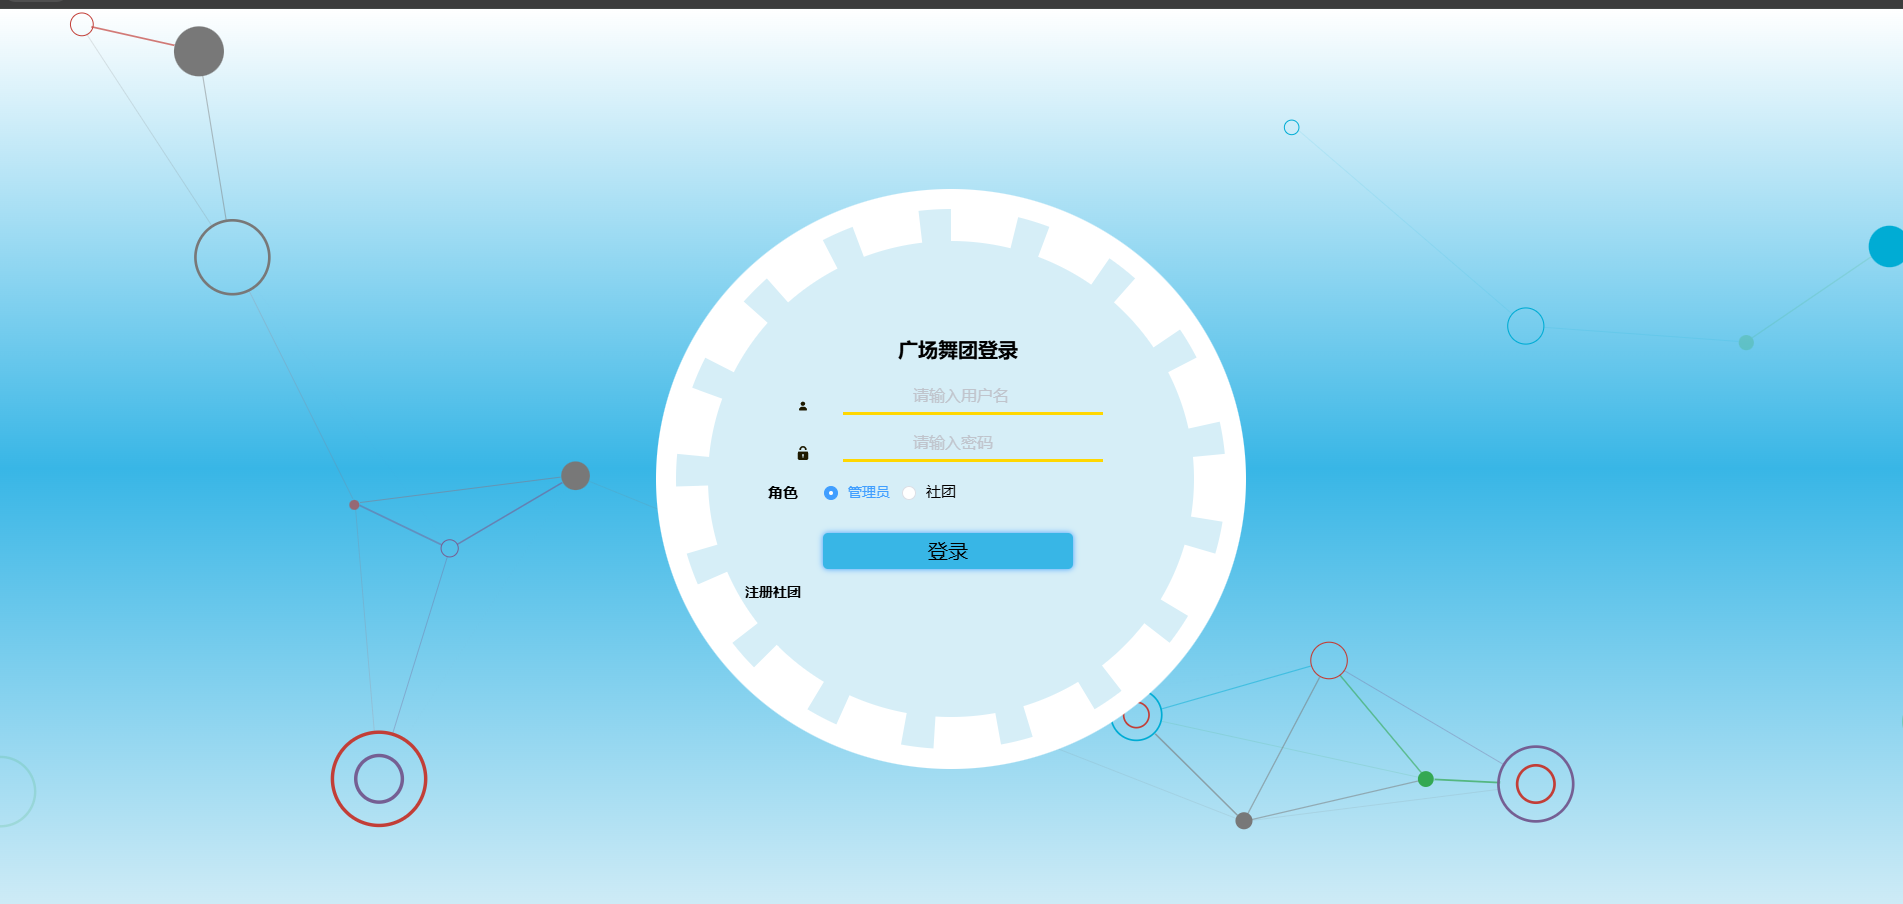 广场舞团登录
请输入用户名
请输入密码
角色 管理员 社团
登录
注册社团